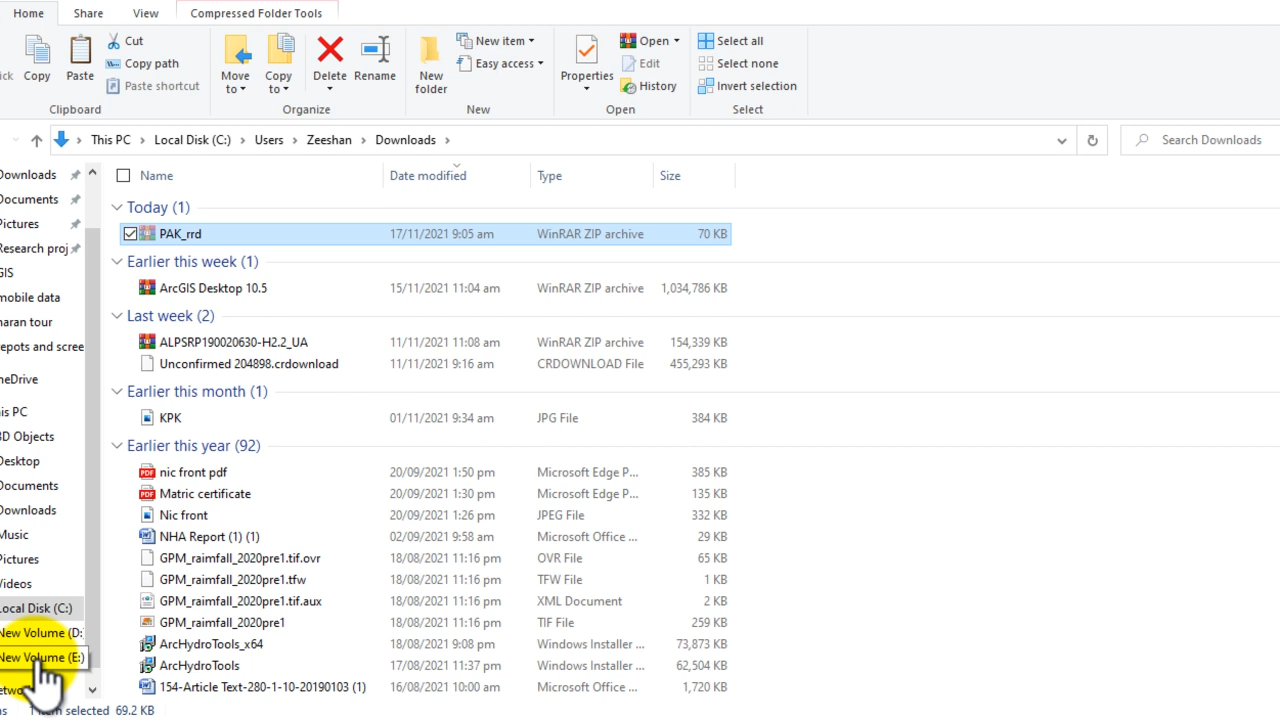 Home Share View Compressed Folder Tools
Cut
Copy path
Paste shortcut
ick Copy Paste
Clipboard
Move to Copy to Delete Rename
Organize
New folder
New item
Easy access
New
Properties
Open
Edit
History
Open
Select all
Select none
Invert selection
Select
This PC Local Disk (C:) Users Zeeshan Downloads
Search Downloads
ownloads
ocuments
ictures
Research proj
GIS
mobile data
naran tour
repots and scree
neDrive
is PC
3D Objects
Desktop
Documents
Downloads
Music
Pictures
Videos
Local Disk (C:)
New Volume (D:
New Volume (E:)
etwo
Name Date modified Type Size
Today (1)
PAK_rrd 17/11/2021 9:05 am WinRAR ZIP archive 70 KB
Earlier this week (1)
ArcGIS Desktop 10.5 15/11/2021 11:04 am WinRAR ZIP archive 1,034,786 KB
Last week (2)
ALPSRP190020630-H2.2_UA 11/11/2021 11:08 am WinRAR ZIP archive 154,339 KB
Unconfirmed 204898.crdownload 11/11/2021 9:16 am CRDOWNLOAD File 455,293 KB
Earlier this month (1)
KPK 01/11/2021 9:34 am JPG File 384 KB
Earlier this year (92)
nic front pdf 20/09/2021 1:50 pm Microsoft Edge P... 385 KB
Matric certificate 20/09/2021 1:30 pm Microsoft Edge P... 135 KB
Nic front 20/09/2021 1:26 pm JPEG File 332 KB
NHA Report (1) (1) 02/09/2021 9:58 am Microsoft Office ... 29 KB
GPM_raimfall_2020pre1.tif.ovr 18/08/2021 11:16 pm OVR File 65 KB
GPM_raimfall_2020pre1.tfw 18/08/2021 11:16 pm TFW File 1 KB
GPM_raimfall_2020pre1.tif.aux 18/08/2021 11:16 pm XML Document 2 KB
GPM_raimfall_2020pre1 18/08/2021 11:16 pm TIF File 259 KB
ArcHydroTools_x64 18/08/2021 9:08 pm Windows Installer ... 73,873 KB
ArcHydroTools 17/08/2021 11:37 pm Windows Installer ... 62,504 KB
154-Article Text-280-1-10-20190103 (1) 16/08/2021 10:00 am Microsoft Office ... 1,720 KB
ns 1 item selected 69.2 KB